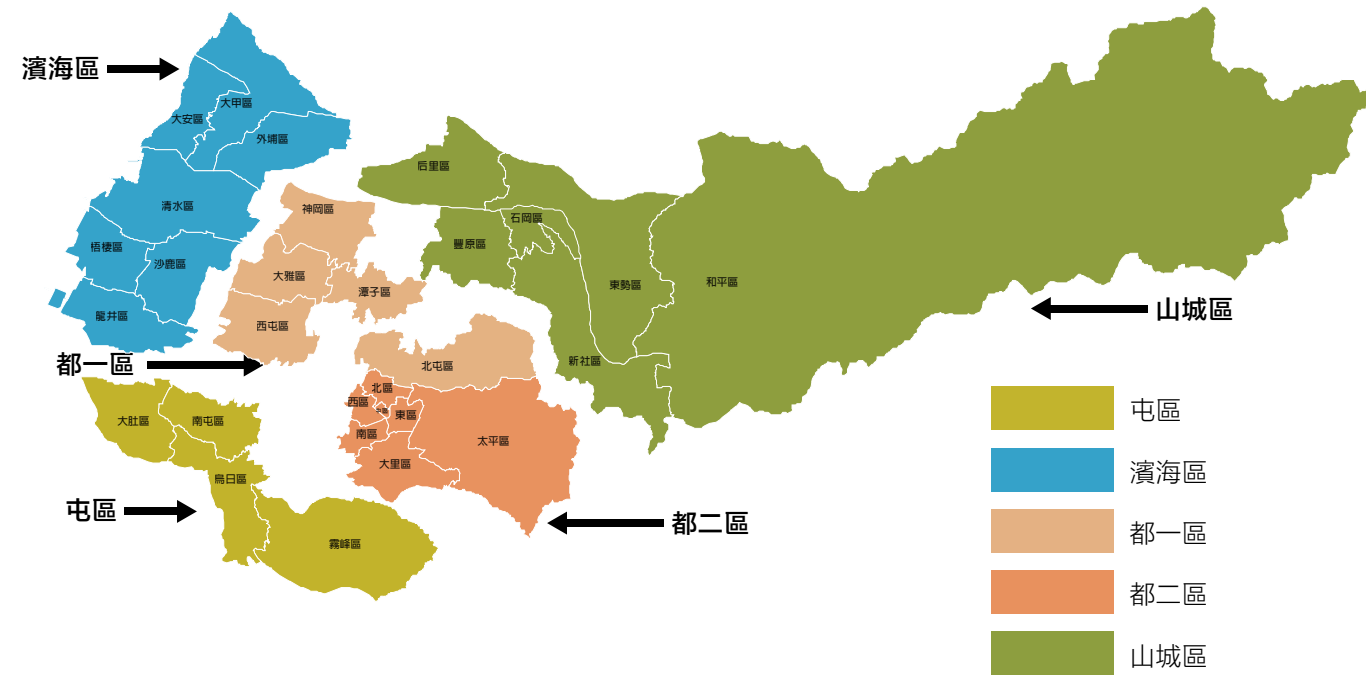 濱海區
大甲區
大安區
外埔區
清水區
梧棲區
沙鹿區
龍井區
神岡區
大雅區
潭子區
西屯區
都一區
北屯區
后里區
石岡區
豐原區
東勢區
和平區
新社區
山城區
北區
西區
中區
東區
南區
太平區
大里區
都二區
大肚區
南屯區
烏日區
屯區
霧峰區
屯區
濱海區
都一區
都二區
山城區